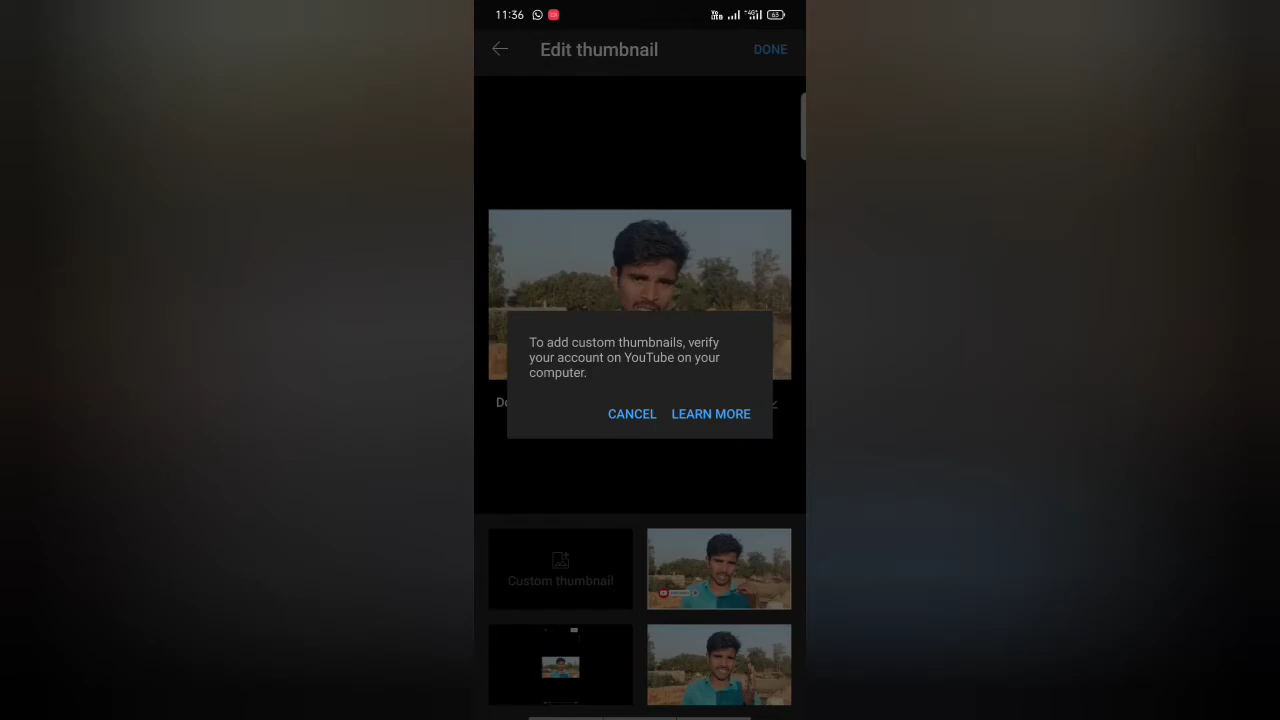 11:36
63
Edit thumbnail
DONE
To add custom thumbnails, verify
your account on YouTube on your
computer.
CANCEL LEARN MORE
Custom thumbnail